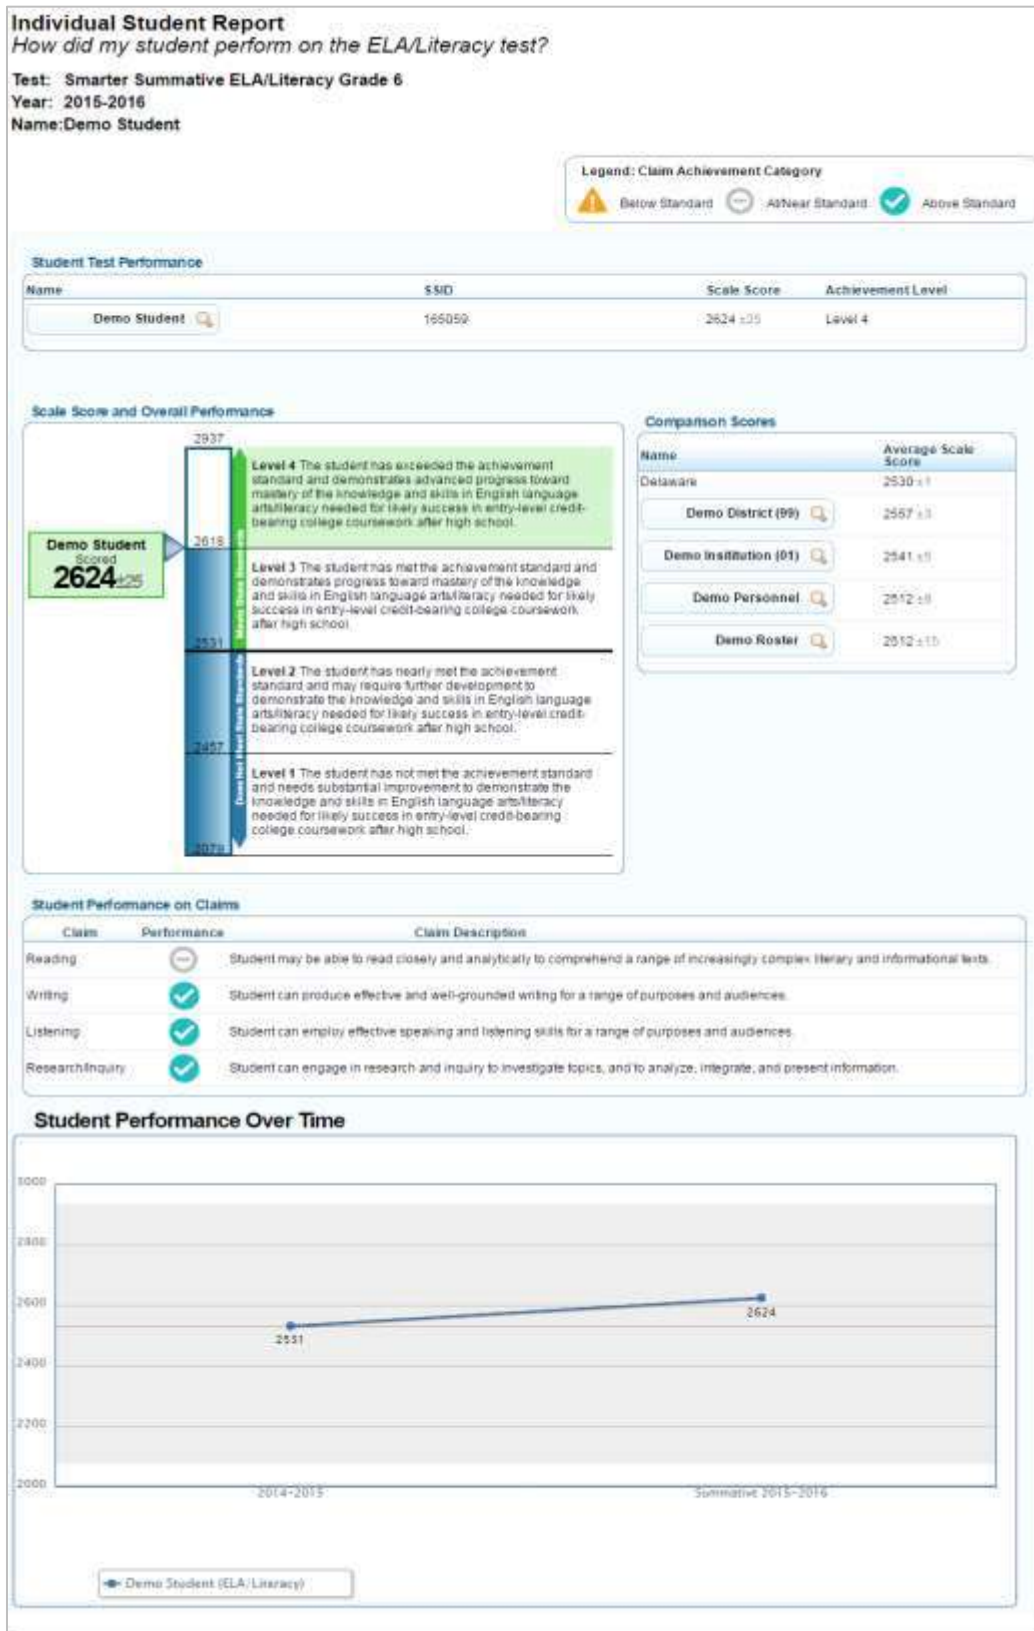 Individual Student Report
How did my student perform on the ELA/Literacy test?
Test: Smarter Summative ELA/Literacy Grade 6
Year: 2015-2016
Name:Demo Student
Legend: Claim Achievement Category
Below Standard At/Near Standard Above Standard
Student Test Performance
Name SSID Scale Score Achievement Level
Demo Student 165059 2624 ±25 Level 4
Scale Score and Overall Performance
2937
Level 4 The student has exceeded the achievement
standard and demonstrates advanced progress toward
mastery of the knowledge and skills in English language
arts/literacy needed for likely success in entry-level credit-
bearing college coursework after high school.
2618
Demo Student
Scored
2624±25
Level 3 The student has met the achievement standard and
demonstrates progress toward mastery of the knowledge
and skills in English language arts/literacy needed for likely
success in entry-level credit-bearing college coursework
after high school.
2531
Level 2 The student has nearly met the achievement
standard and may require further development to
demonstrate the knowledge and skills in English language
arts/literacy needed for likely success in entry-level credit-
bearing college coursework after high school.
2457
Does Not Meet State Standards
Level 1 The student has not met the achievement standard
and needs substantial improvement to demonstrate the
knowledge and skills in English language arts/literacy
needed for likely success in entry-level credit-bearing
college coursework after high school.
2079
Comparison Scores
Name Average Scale
Score
Delaware 2530 ±1
Demo District (99) 2557 ±3
Demo Insititution (01) 2541 ±5
Demo Personnel 2512
Demo Roster 2512 ±15
Student Performance on Claims
Claim Performance Claim Description
Reading Student may be able to read closely and analytically to comprehend a range of increasingly complex literary and informational texts.
Writing Student can produce effective and well-grounded writing for a range of purposes and audiences.
Listening Student can employ effective speaking and listening skills for a range of purposes and audiences.
Research/Inquiry Student can engage in research and inquiry to investigate topics, and to analyze, integrate, and present information.
Student Performance Over Time
3000
2800
2600
2624
2531
2400
2200
2000
2014-2015 Summative 2015-2016
Demo Student (ELA/Literacy)